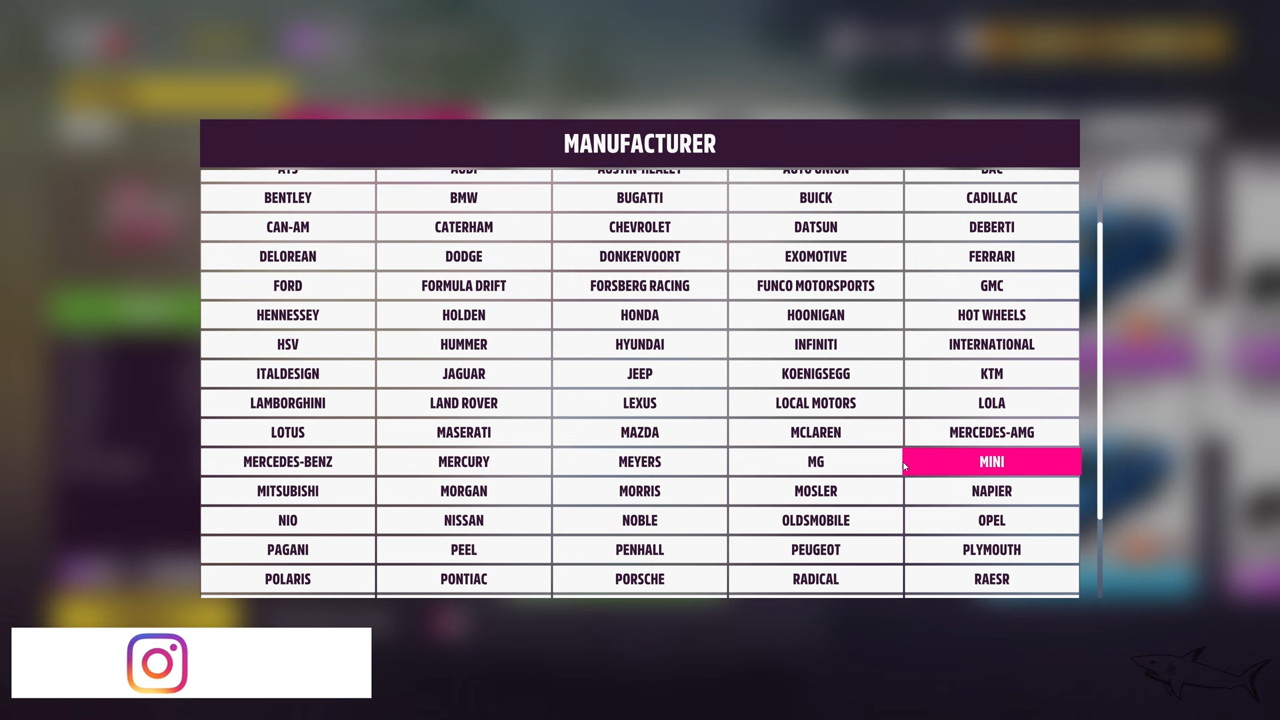 MANUFACTURER
BENTLEY BMW BUGATTI BUICK CADILLAC
CAN-AM CATERHAM CHEVROLET DATSUN DEBERTI
DELOREAN DODGE DONKERVOORT EXOMOTIVE FERRARI
FORD FORMULA DRIFT FORSBERG RACING FUNCO MOTORSPORTS GMC
HENNESSEY HOLDEN HONDA HOONIGAN HOT WHEELS
HSV HUMMER HYUNDAI INFINITI INTERNATIONAL
ITALDESIGN JAGUAR JEEP KOENIGSEGG KTM
LAMBORGHINI LAND ROVER LEXUS LOCAL MOTORS LOLA
LOTUS MASERATI MAZDA MCLAREN MERCEDES-AMG
MERCEDES-BENZ MERCURY MEYERS MG MINI
MITSUBISHI MORGAN MORRIS MOSLER NAPIER
NIO NISSAN NOBLE OLDSMOBILE OPEL
PAGANI PEEL PENHALL PEUGEOT PLYMOUTH
POLARIS PONTIAC PORSCHE RADICAL RAESR